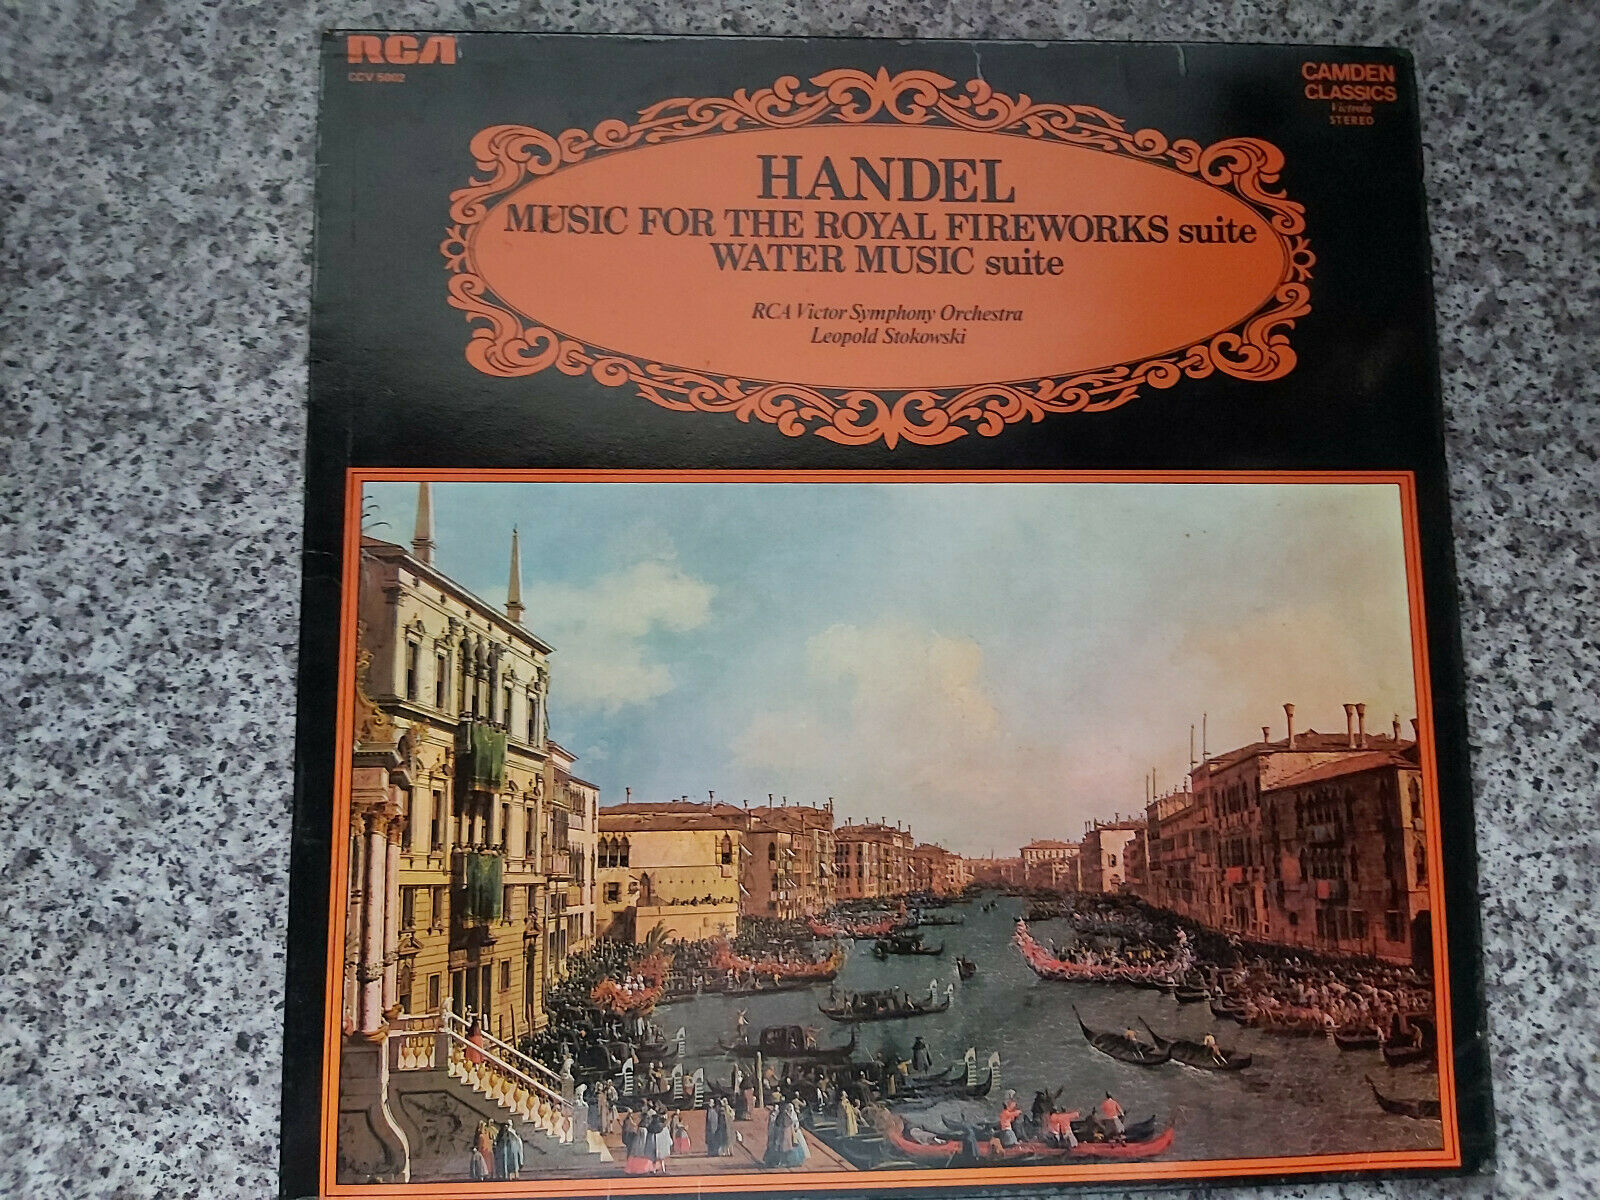 RCA
CCV 5002
CAMDEN
CLASSICS
Victrola
STEREO
HANDEL
MUSIC FOR THE ROYAL FIREWORKS suite
WATER MUSIC suite
RCA Victor Symphony Orchestra
Leopold Stokowski